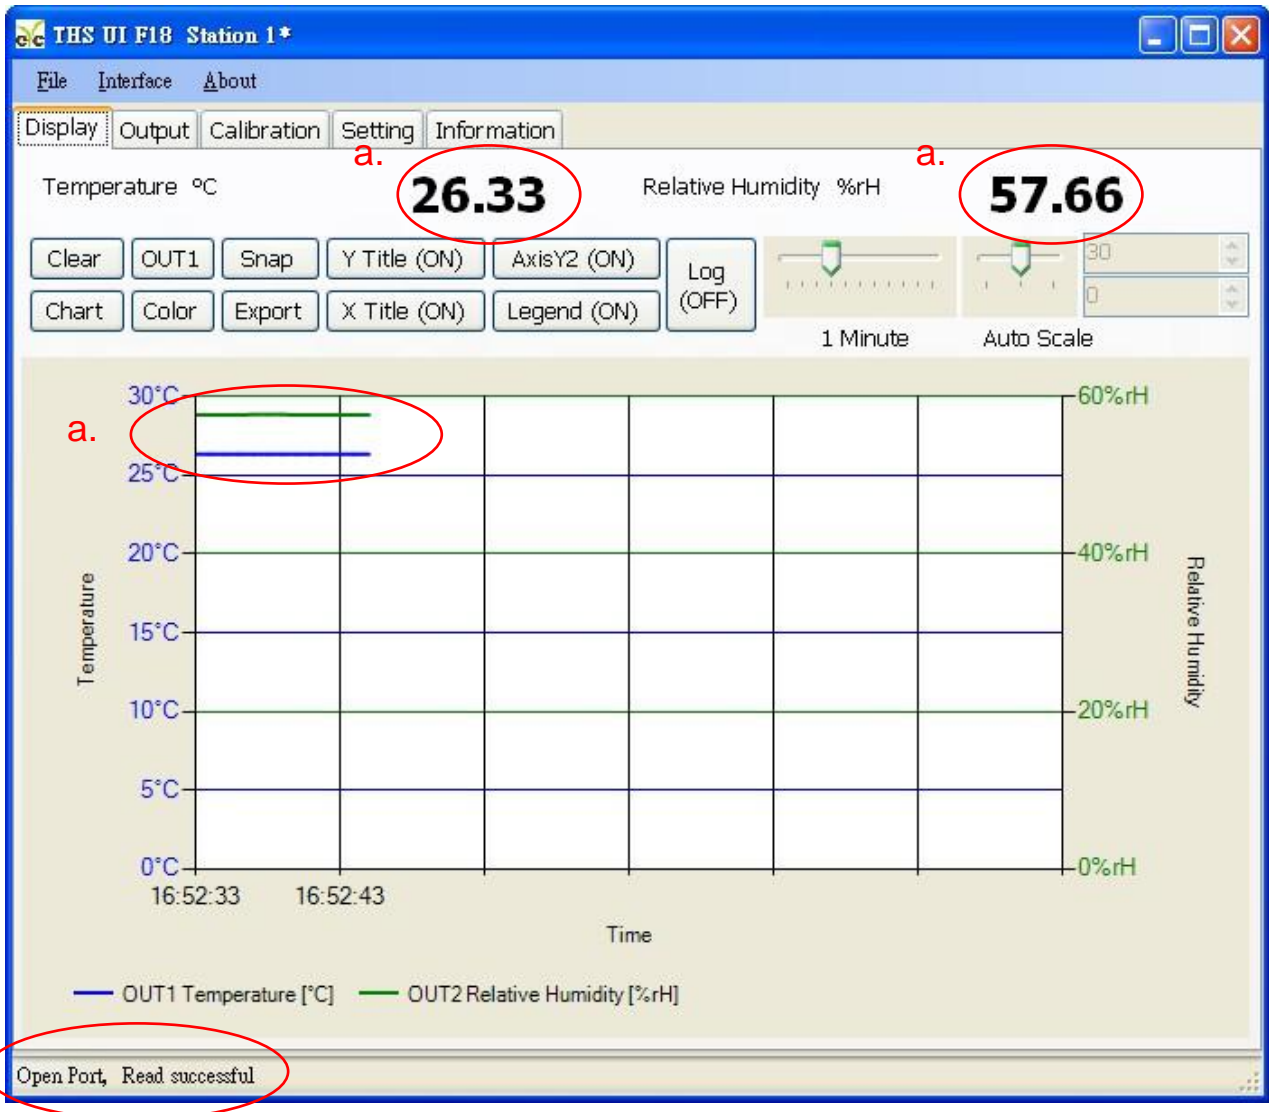 THS UI F18 Station 1*
File Interface About
Display Output Calibration Setting Information
a. a.
Temperature °C 26.33 Relative Humidity %rH 57.66
Clear OUT1 Snap Y Title (ON) AxisY2 (ON) Log (OFF) 30
Chart Color Export X Title (ON) Legend (ON) 0
1 Minute Auto Scale
30°C 60%rH
a.
25°C
20°C 40%rH
Temperature
Relative Humidity
15°C
10°C 20%rH
5°C
0°C 0%rH
16:52:33 16:52:43
Time
OUT1 Temperature [°C] OUT2 Relative Humidity [%rH]
Open Port, Read successful